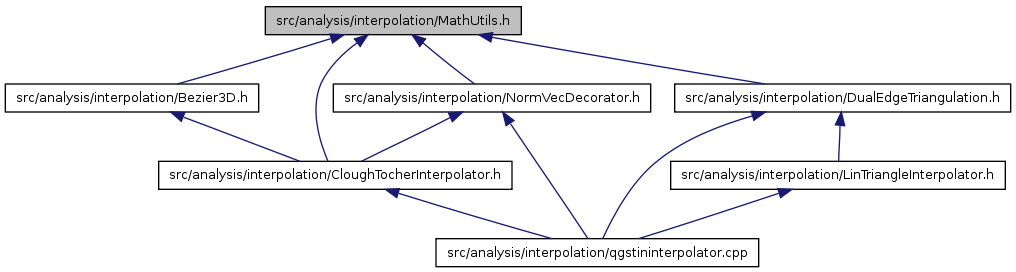 src/analysis/interpolation/MathUtils.h
src/analysis/interpolation/Bezier3D.h
src/analysis/interpolation/NormVecDecorator.h
src/analysis/interpolation/DualEdgeTriangulation.h
src/analysis/interpolation/CloughTocherInterpolator.h
src/analysis/interpolation/LinTriangleInterpolator.h
src/analysis/interpolation/qgstininterpolator.cpp